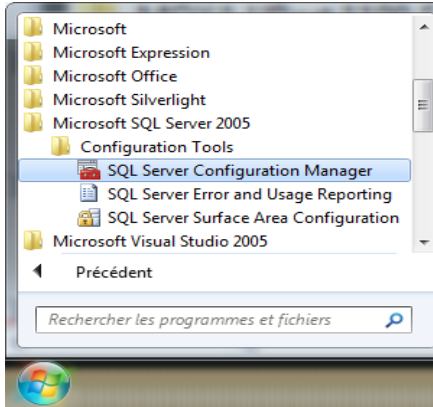 Microsoft
Microsoft Expression
Microsoft Office
Microsoft Silverlight
Microsoft SQL Server 2005
Configuration Tools
SQL Server Configuration Manager
SQL Server Error and Usage Reporting
SQL Server Surface Area Configuration
Microsoft Visual Studio 2005
Précédent
Rechercher les programmes et fichiers